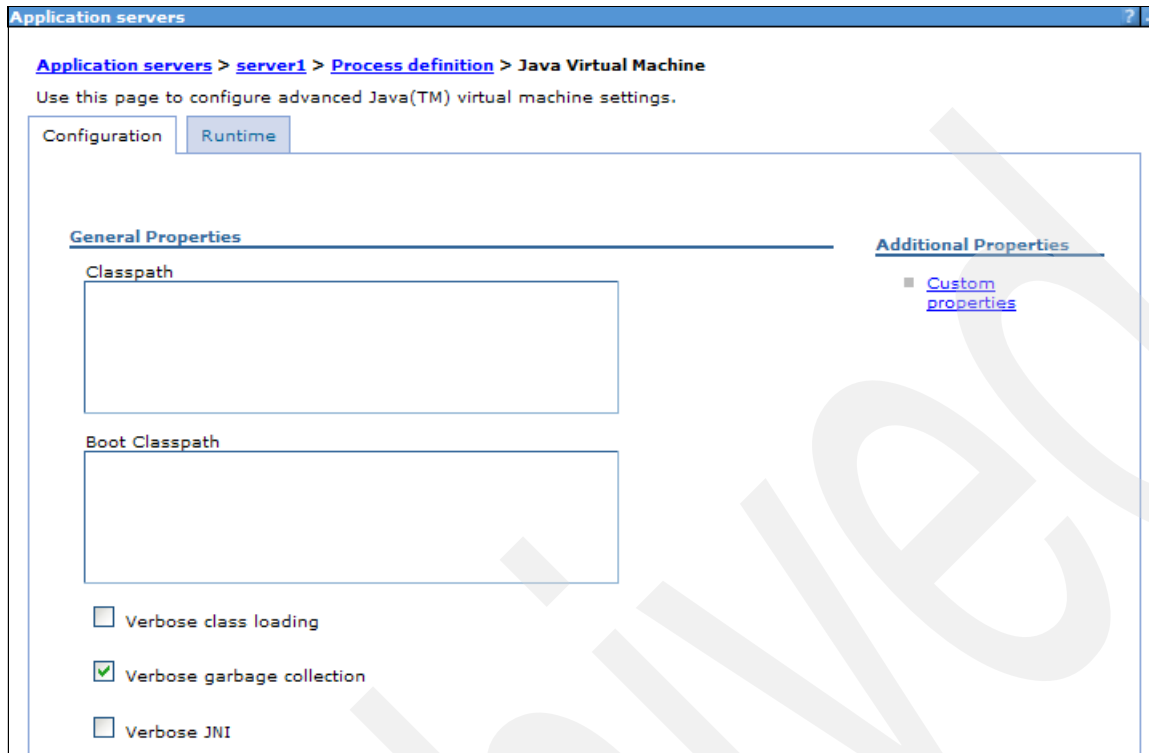 Application servers
?
Application servers > server1 > Process definition > Java Virtual Machine
Use this page to configure advanced Java(TM) virtual machine settings.
Configuration
Runtime
General Properties
Classpath
Boot Classpath
Verbose class loading
Verbose garbage collection
Verbose JNI
Additional Properties
Custom
properties